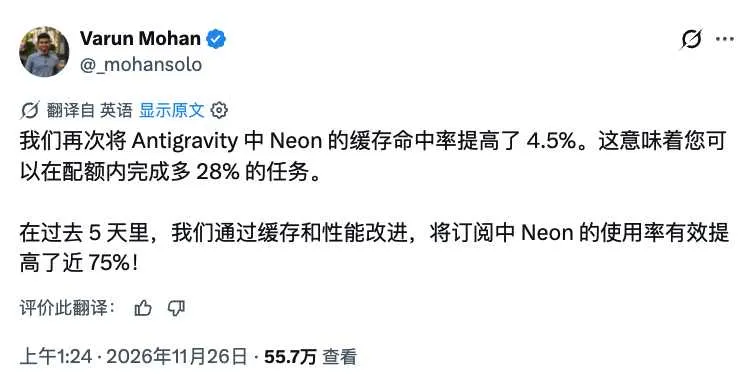 Varun Mohan
@_mohansolo
翻译自 英语 显示原文
我们再次将 Antigravity 中 Neon 的缓存命中率提高了 4.5%。这意味着您可
以在配额内完成多 28% 的任务。
在过去 5 天里，我们通过缓存和性能改进，将订阅中 Neon 的使用率有效提
高了近 75%！
评价此翻译：
上午1:24 · 2026年11月26日 · 55.7万 查看